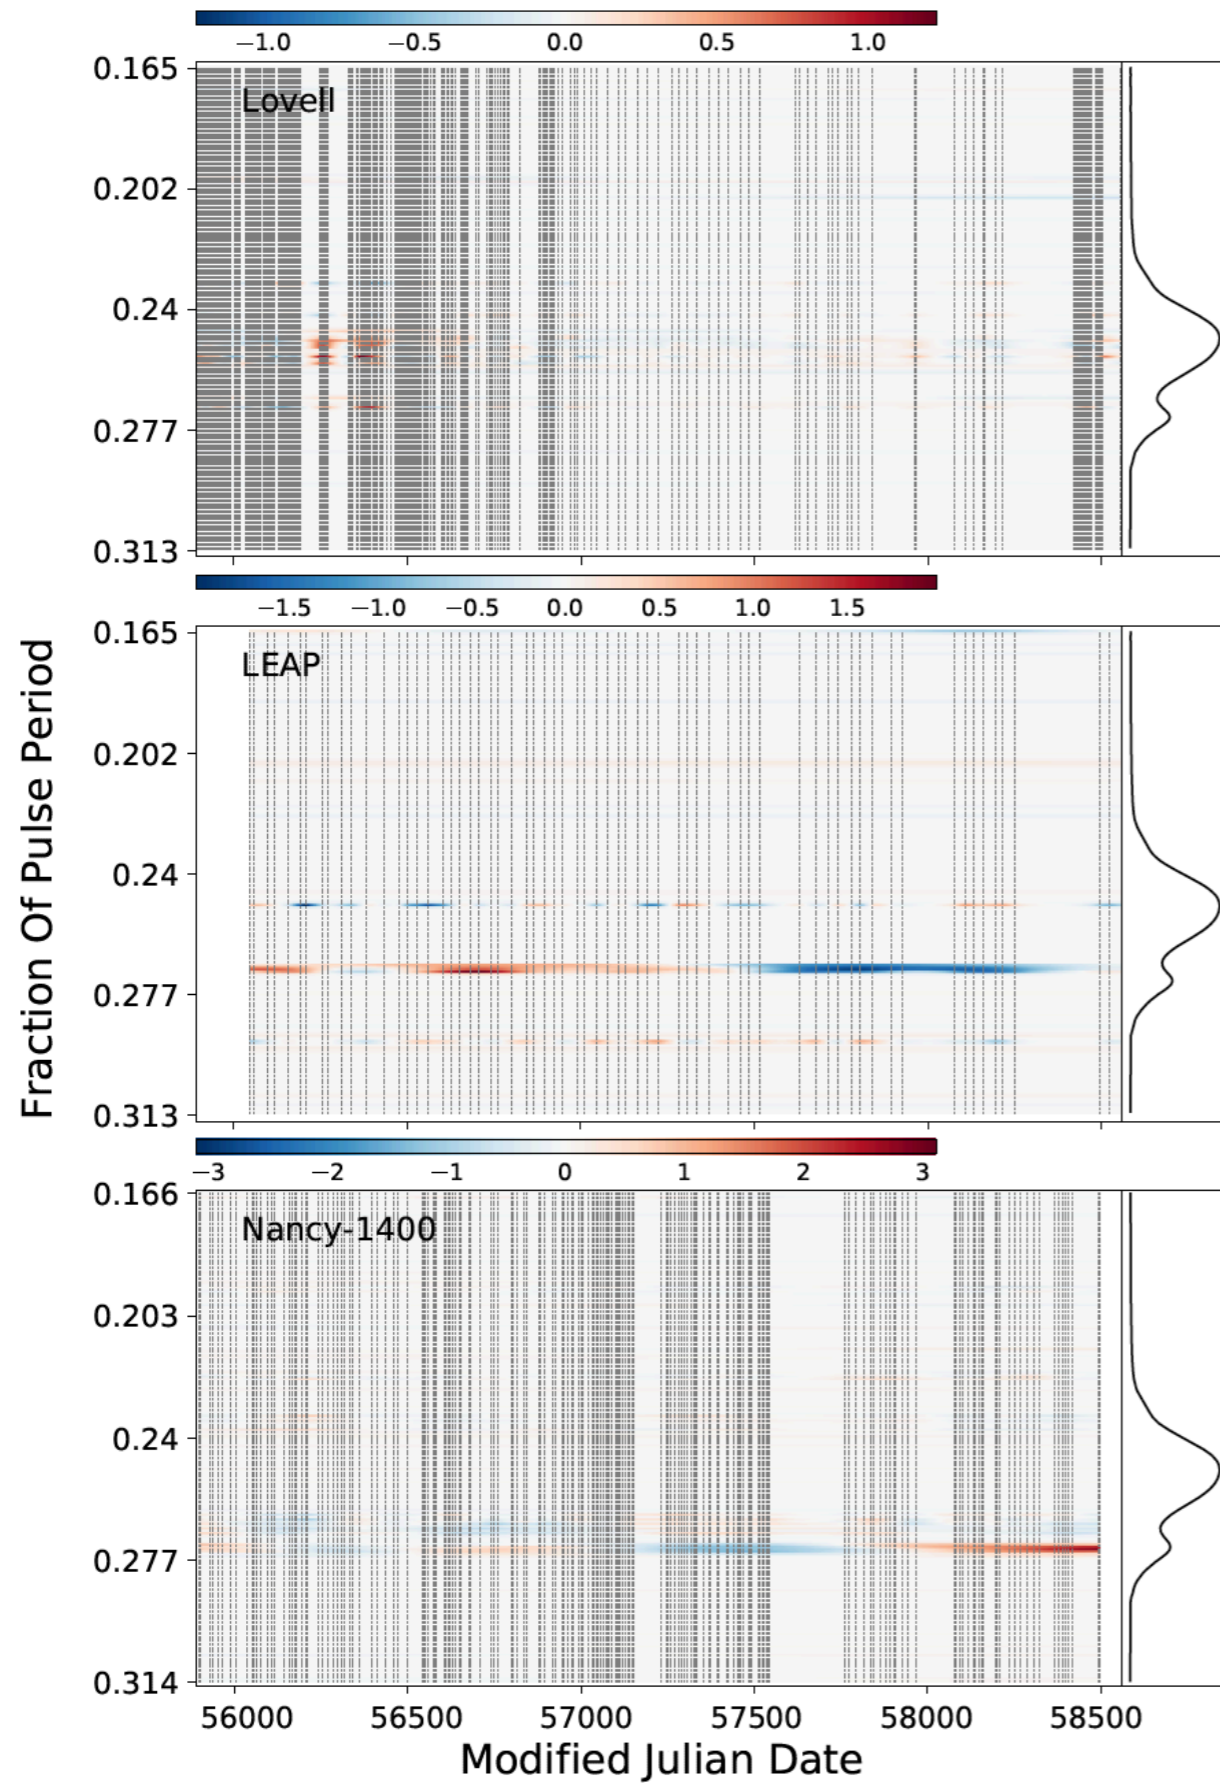 −1.0 −0.5 0.0 0.5 1.0
0.165
Lovell
0.202
0.24
0.277
0.313
−1.5 −1.0 −0.5 0.0 0.5 1.0 1.5
0.165
LEAP
0.202
0.24
0.277
0.313
Fraction Of Pulse Period
−3 −2 −1 0 1 2 3
0.166
Nancy-1400
0.203
0.24
0.277
0.314
56000 56500 57000 57500 58000 58500
Modified Julian Date